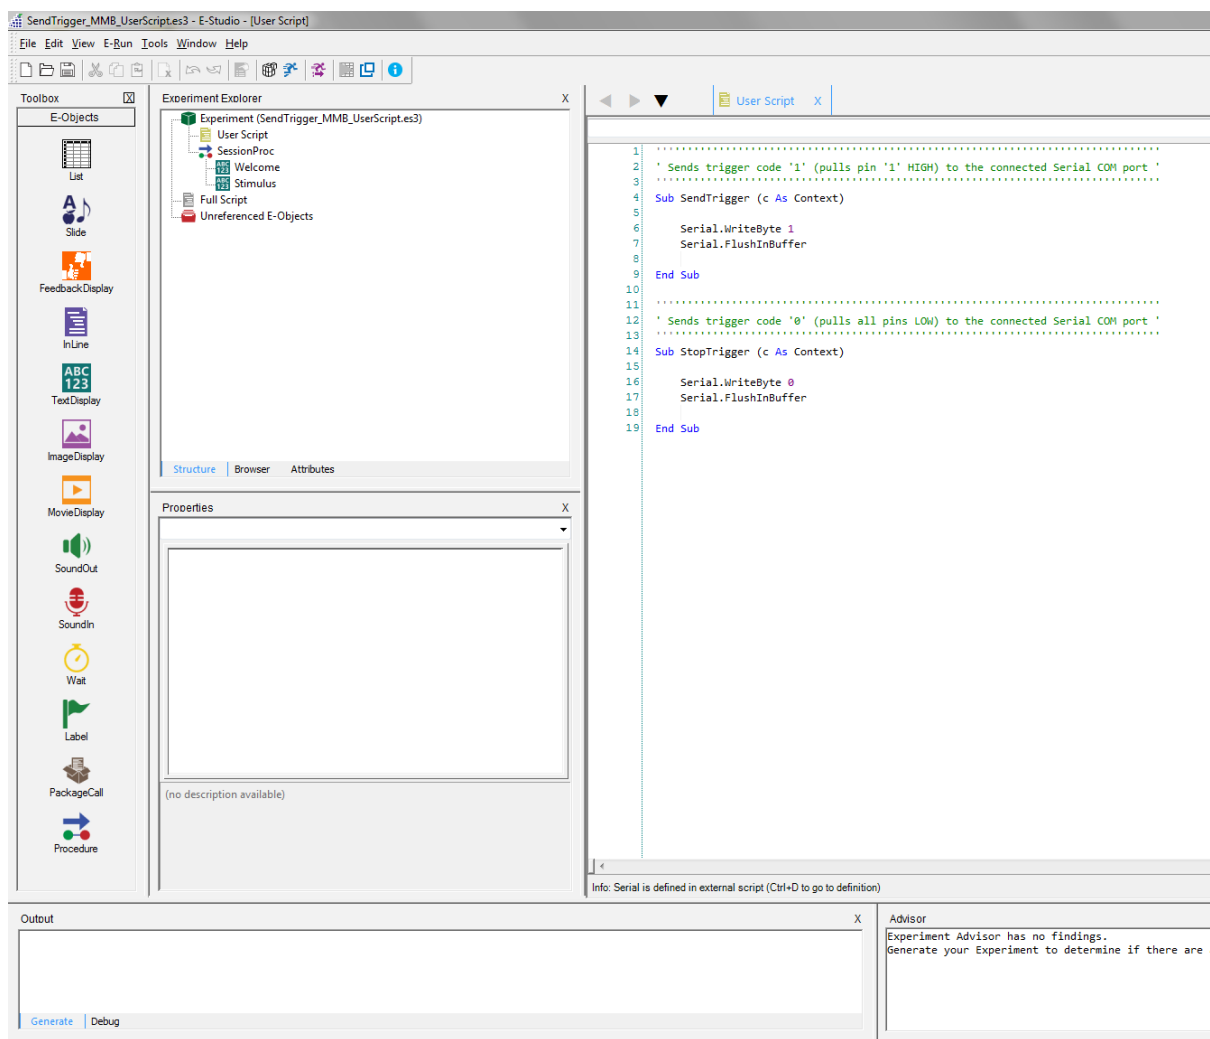 SendTrigger_MMB_UserScript.es3 - E-Studio - [User Script]
File Edit View E-Run Tools Window Help
Toolbox X
E-Objects
List
Slide
FeedbackDisplay
InLine
ABC
123
TextDisplay
ImageDisplay
MovieDisplay
SoundOut
SoundIn
Wait
Label
PackageCall
Procedure
Experiment Explorer X
Experiment (SendTrigger_MMB_UserScript.es3)
User Script
SessionProc
ABC
123
Welcome
ABC
123
Stimulus
Full Script
Unreferenced E-Objects
Structure Browser Attributes
Properties X
(no description available)
User Script X
1 ''''''''''''''''''''''''''''''''''''''''''''''''''''''''''''''''''''''''''''''''
2 ' Sends trigger code '1' (pulls pin '1' HIGH) to the connected Serial COM port '
3 ''''''''''''''''''''''''''''''''''''''''''''''''''''''''''''''''''''''''''''''''
4 Sub SendTrigger (c As Context)
5
6 Serial.WriteByte 1
7 Serial.FlushInBuffer
8
9 End Sub
10
11 ''''''''''''''''''''''''''''''''''''''''''''''''''''''''''''''''''''''''''''''''
12 ' Sends trigger code '0' (pulls all pins LOW) to the connected Serial COM port '
13 ''''''''''''''''''''''''''''''''''''''''''''''''''''''''''''''''''''''''''''''''
14 Sub StopTrigger (c As Context)
15
16 Serial.WriteByte 0
17 Serial.FlushInBuffer
18
19 End Sub
Info: Serial is defined in external script (Ctrl+D to go to definition)
Output X
Generate Debug
Advisor
Experiment Advisor has no findings.
Generate your Experiment to determine if there are